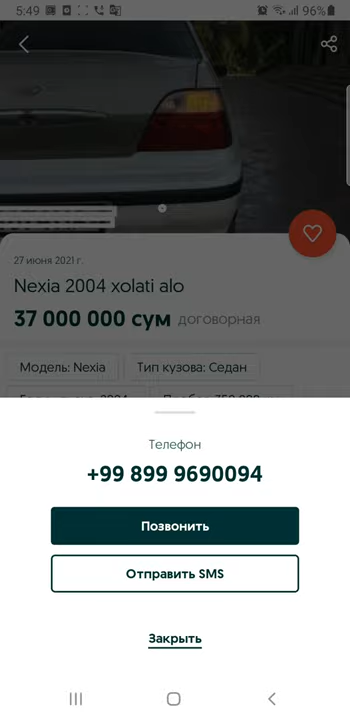 5:49
96%
27 июня 2021 г.
Nexia 2004 xolati alo
37 000 000 сум договорная
Модель: Nexia
Тип кузова: Седан
Телефон
+99 899 9690094
Позвонить
Отправить SMS
Закрыть